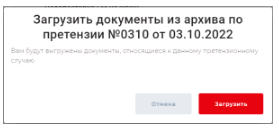 Загрузить документы из архива по
претензии №0310 от 03.10.2022
Вам будут выгружены документы, относящиеся к данному претензионному
случаю
Отмена
Загрузить